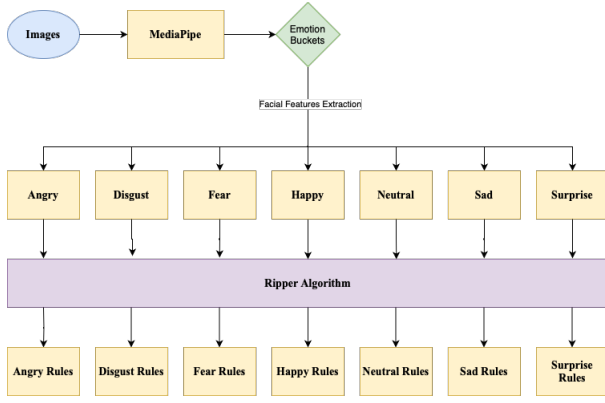 Images
MediaPipe
Emotion
Buckets
Facial Features Extraction
Angry
Disgust
Fear
Happy
Neutral
Sad
Surprise
Ripper Algorithm
Angry Rules
Disgust Rules
Fear Rules
Happy Rules
Neutral Rules
Sad Rules
Surprise
Rules